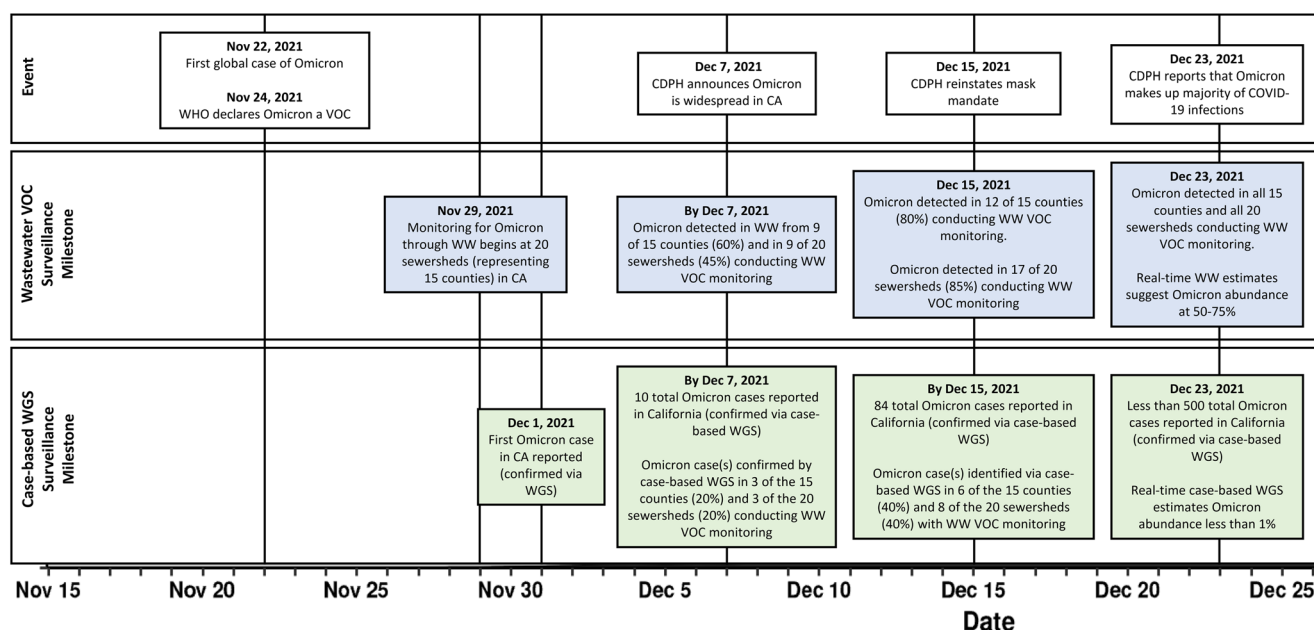 Event
Nov 22, 2021
First global case of Omicron
Nov 24, 2021
WHO declares Omicron a VOC
Dec 7, 2021
CDPH announces Omicron
is widespread in CA
Dec 15, 2021
CDPH reinstates mask
mandate
Dec 23, 2021
CDPH reports that Omicron
makes up majority of COVID-
19 infections
Wastewater VOC
Surveillance
Milestone
Nov 29, 2021
Monitoring for Omicron
through WW begins at 20
sewersheds (representing
15 counties) in CA
By Dec 7, 2021
Omicron detected in WW from 9
of 15 counties (60%) and in 9 of 20
sewersheds (45%) conducting WW
VOC monitoring
Dec 15, 2021
Omicron detected in 12 of 15 counties
(80%) conducting WW VOC
monitoring.
Omicron detected in 17 of 20
sewersheds (85%) conducting WW
VOC monitoring
Dec 23, 2021
Omicron detected in all 15
counties and all 20
sewersheds conducting WW
VOC monitoring.
Real-time WW estimates
suggest Omicron abundance
at 50-75%
Case-based WGS
Surveillance
Milestone
Dec 1, 2021
First Omicron case
in CA reported
(confirmed via
WGS)
By Dec 7, 2021
10 total Omicron cases reported
in California (confirmed via case-
based WGS)
Omicron case(s) confirmed by
case-based WGS in 3 of the 15
counties (20%) and 3 of the 20
sewersheds (20%) conducting WW
VOC monitoring
By Dec 15, 2021
84 total Omicron cases reported in
California (confirmed via case-based
WGS)
Omicron case(s) identified via case-
based WGS in 6 of the 15 counties
(40%) and 8 of the 20 sewersheds
(40%) with WW VOC monitoring
Dec 23, 2021
Less than 500 total Omicron
cases reported in California
(confirmed via case-based
WGS)
Real-time case-based WGS
estimates Omicron
abundance less than 1%
Nov 15
Nov 20
Nov 25
Nov 30
Dec 5
Dec 10
Dec 15
Dec 20
Dec 25
Date